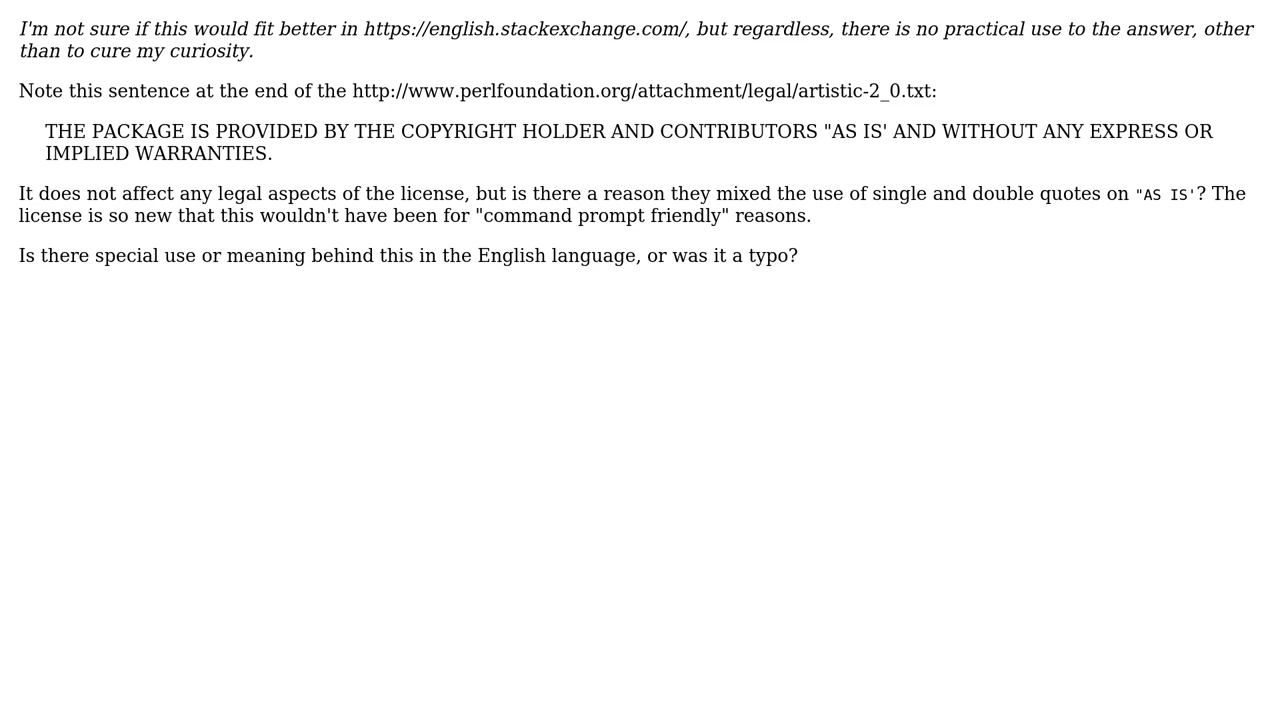 I'm not sure if this would fit better in https://english.stackexchange.com/, but regardless, there is no practical use to the answer, other
than to cure my curiosity.
Note this sentence at the end of the http://www.perlfoundation.org/attachment/legal/artistic-2_0.txt:
THE PACKAGE IS PROVIDED BY THE COPYRIGHT HOLDER AND CONTRIBUTORS "AS IS' AND WITHOUT ANY EXPRESS OR
IMPLIED WARRANTIES.
It does not affect any legal aspects of the license, but is there a reason they mixed the use of single and double quotes on "AS IS'? The
license is so new that this wouldn't have been for "command prompt friendly" reasons.
Is there special use or meaning behind this in the English language, or was it a typo?